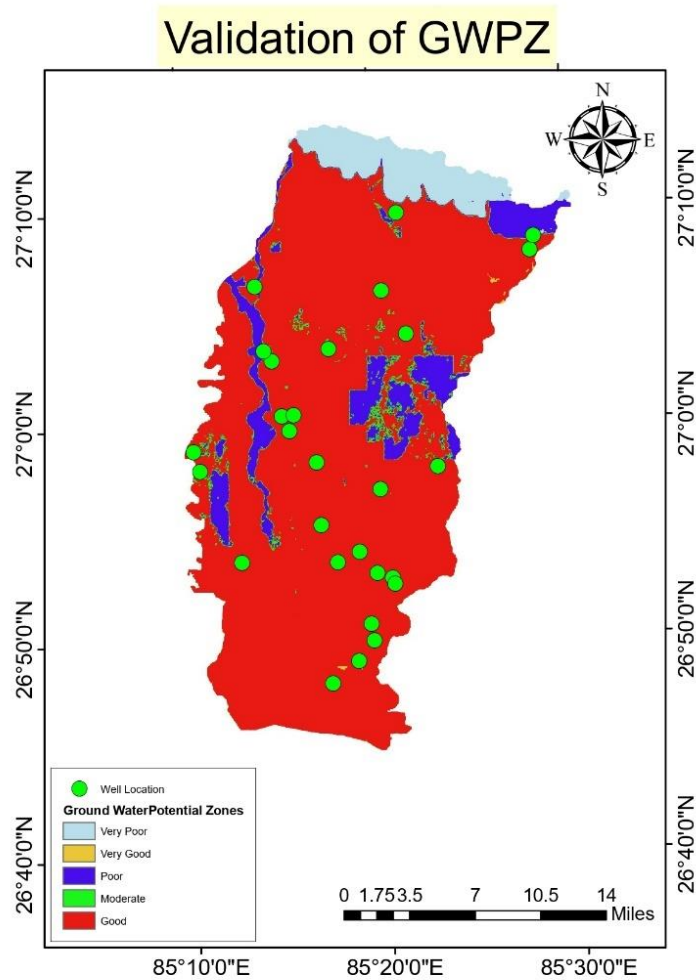 Validation of GWPZ
N
W E
S
27°10'0"N
27°10'0"N
27°0'0"N
27°0'0"N
26°50'0"N
26°50'0"N
26°40'0"N
26°40'0"N
Well Location
Ground WaterPotential Zones
Very Poor
Very Good
Poor
Moderate
Good
0 1.753.5 7 10.5 14
Miles
85°10'0"E 85°20'0"E 85°30'0"E